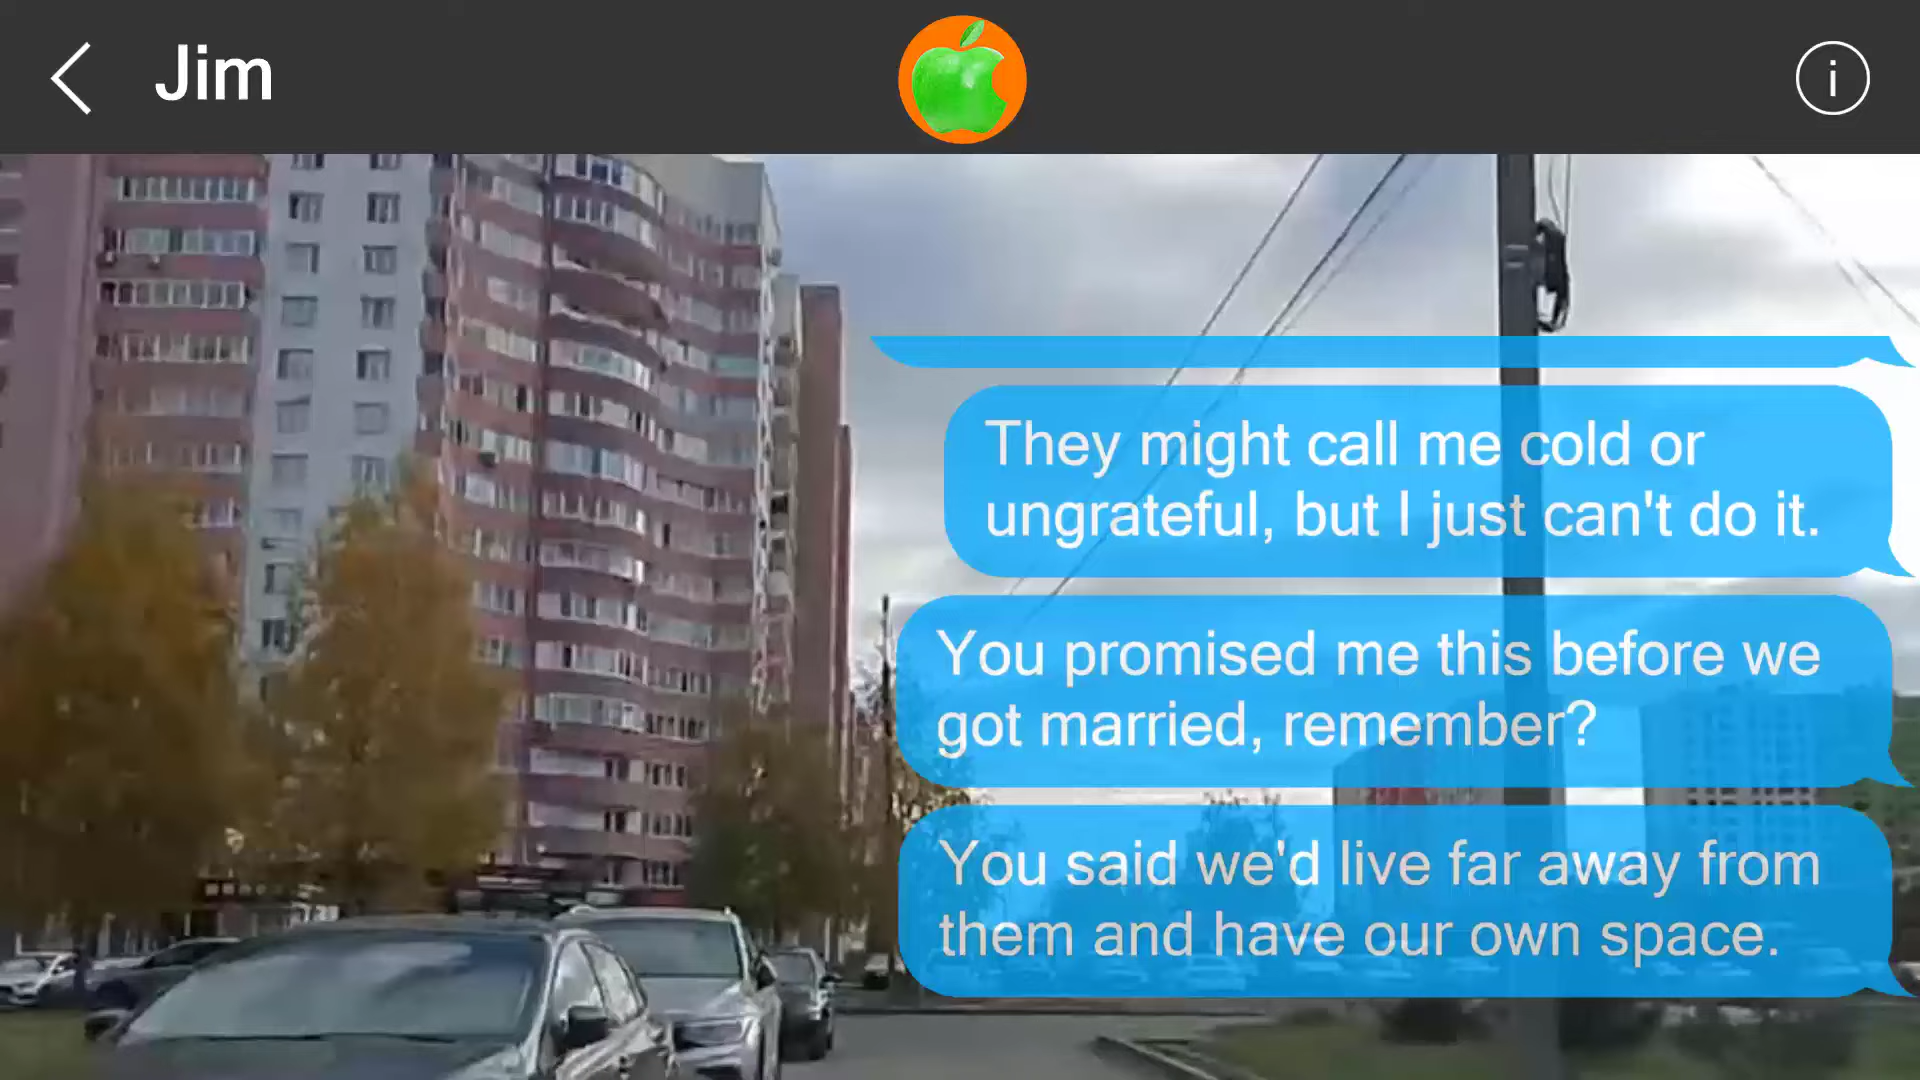 Jim
i
They might call me cold or
ungrateful, but I just can't do it.
You promised me this before we
got married, remember?
You said we'd live far away from
them and have our own space.